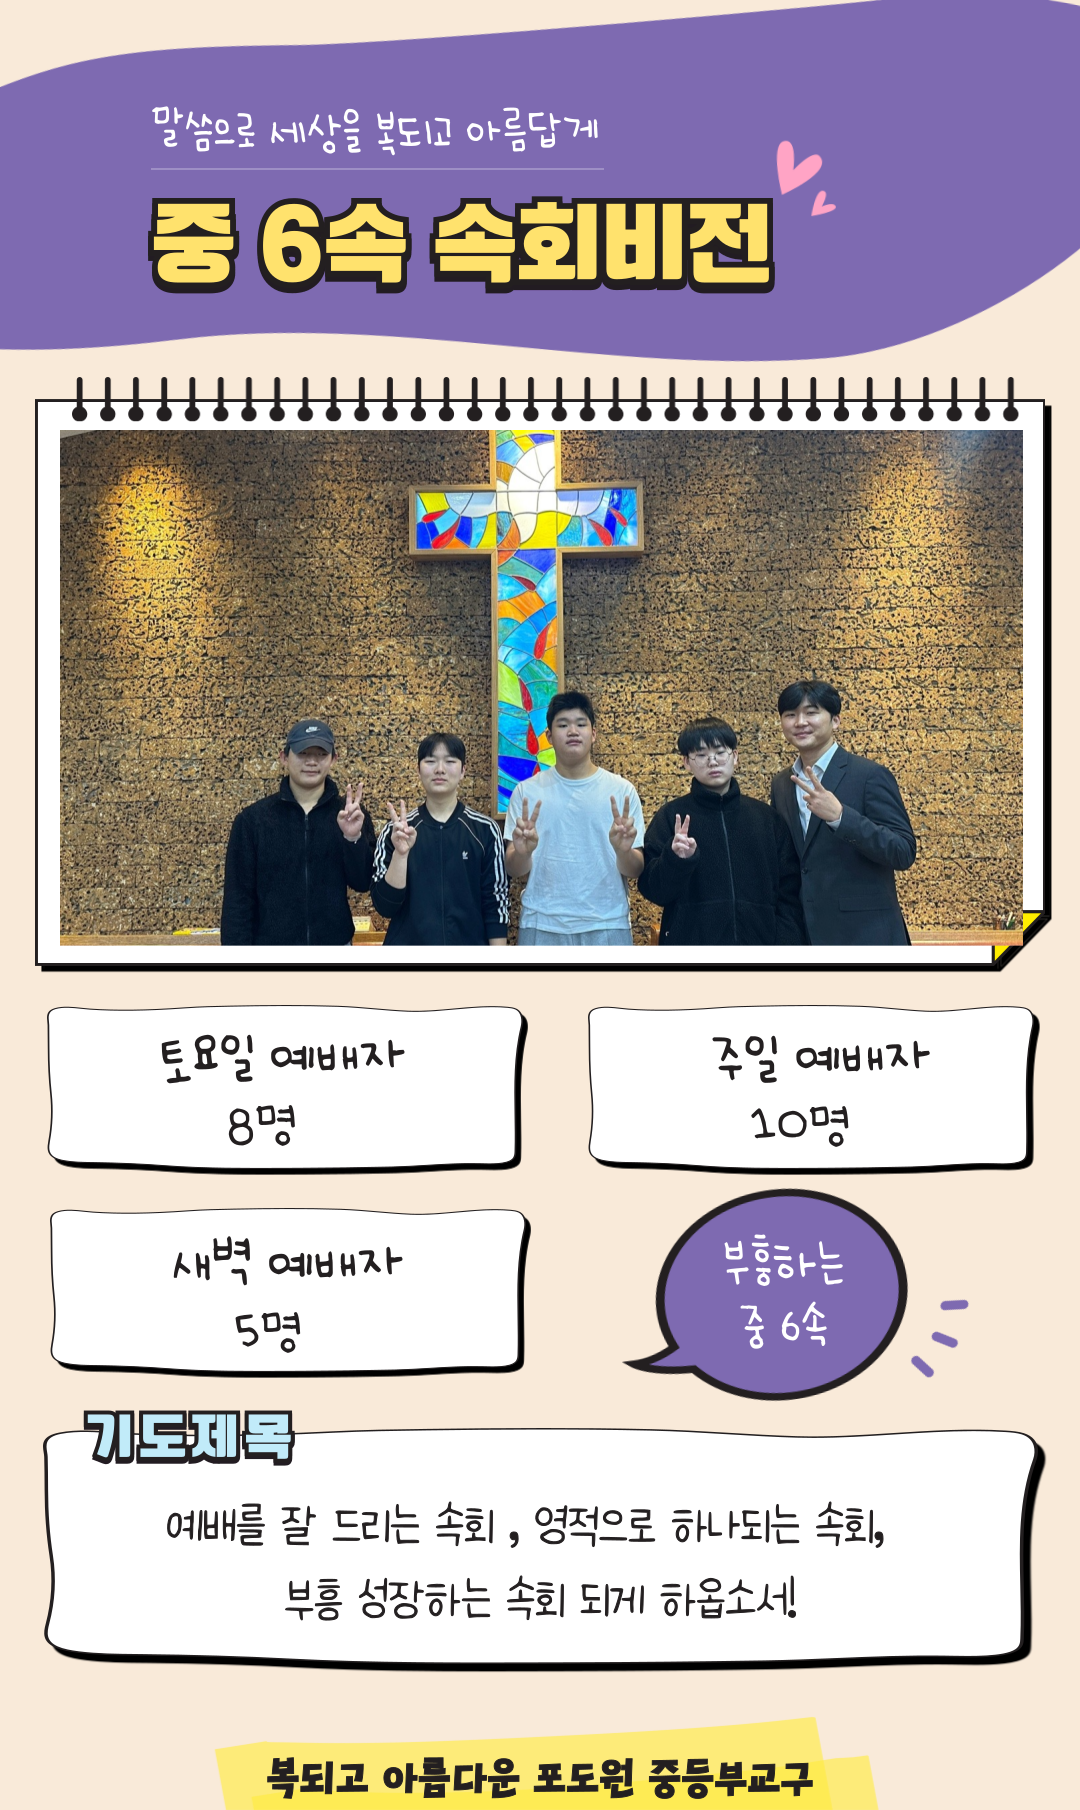 말씀으로 세상을 복되고 아름답게
중 6속 속회비전
토요일 예배자
8명
주일 예배자
10명
새벽 예배자
5명
부흥하는
중 6속
기도제목
예배를 잘 드리는 속회 , 영적으로 하나되는 속회,
부흥 성장하는 속회 되게 하옵소서!
복되고 아름다운 포도원 중등부교구